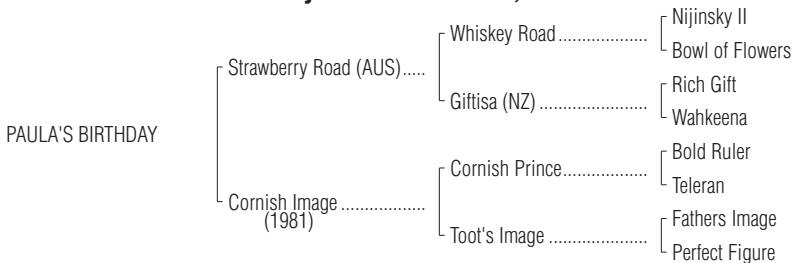 Nijinsky II
Whiskey Road....................
Bowl of Flowers
Strawberry Road (AUS).....
Rich Gift
Giftisa (NZ) ........................
Wahkeena
PAULA'S BIRTHDAY
Bold Ruler
Cornish Prince...................
Teleran
Cornish Image ...................
(1981)
Fathers Image
Toot's Image ......................
Perfect Figure